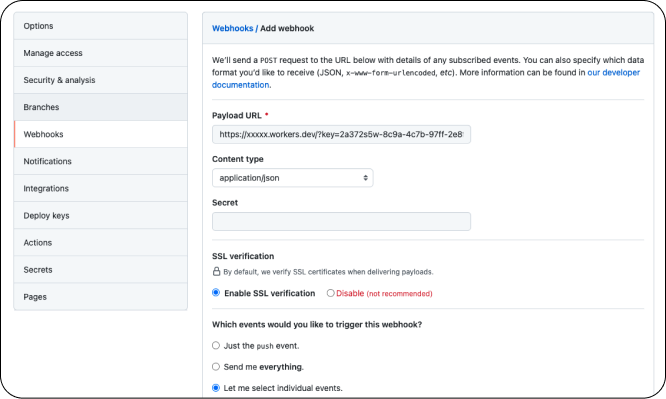 Options
Manage access
Security & analysis
Branches
Webhooks
Notifications
Integrations
Deploy keys
Actions
Secrets
Pages
Webhooks / Add webhook
We'll send a POST request to the URL below with details of any subscribed events. You can also specify which data
format you'd like to receive (JSON, x-www-form-urlencoded, etc). More information can be found in our developer
documentation.
Payload URL *
https://xxxxx.workers.dev/?key=2a372s5w-8c9a-4c7b-97ff-2e8
Content type
application/json
Secret
SSL verification
By default, we verify SSL certificates when delivering payloads.
Enable SSL verification Disable (not recommended)
Which events would you like to trigger this webhook?
Just the push event.
Send me everything.
Let me select individual events.